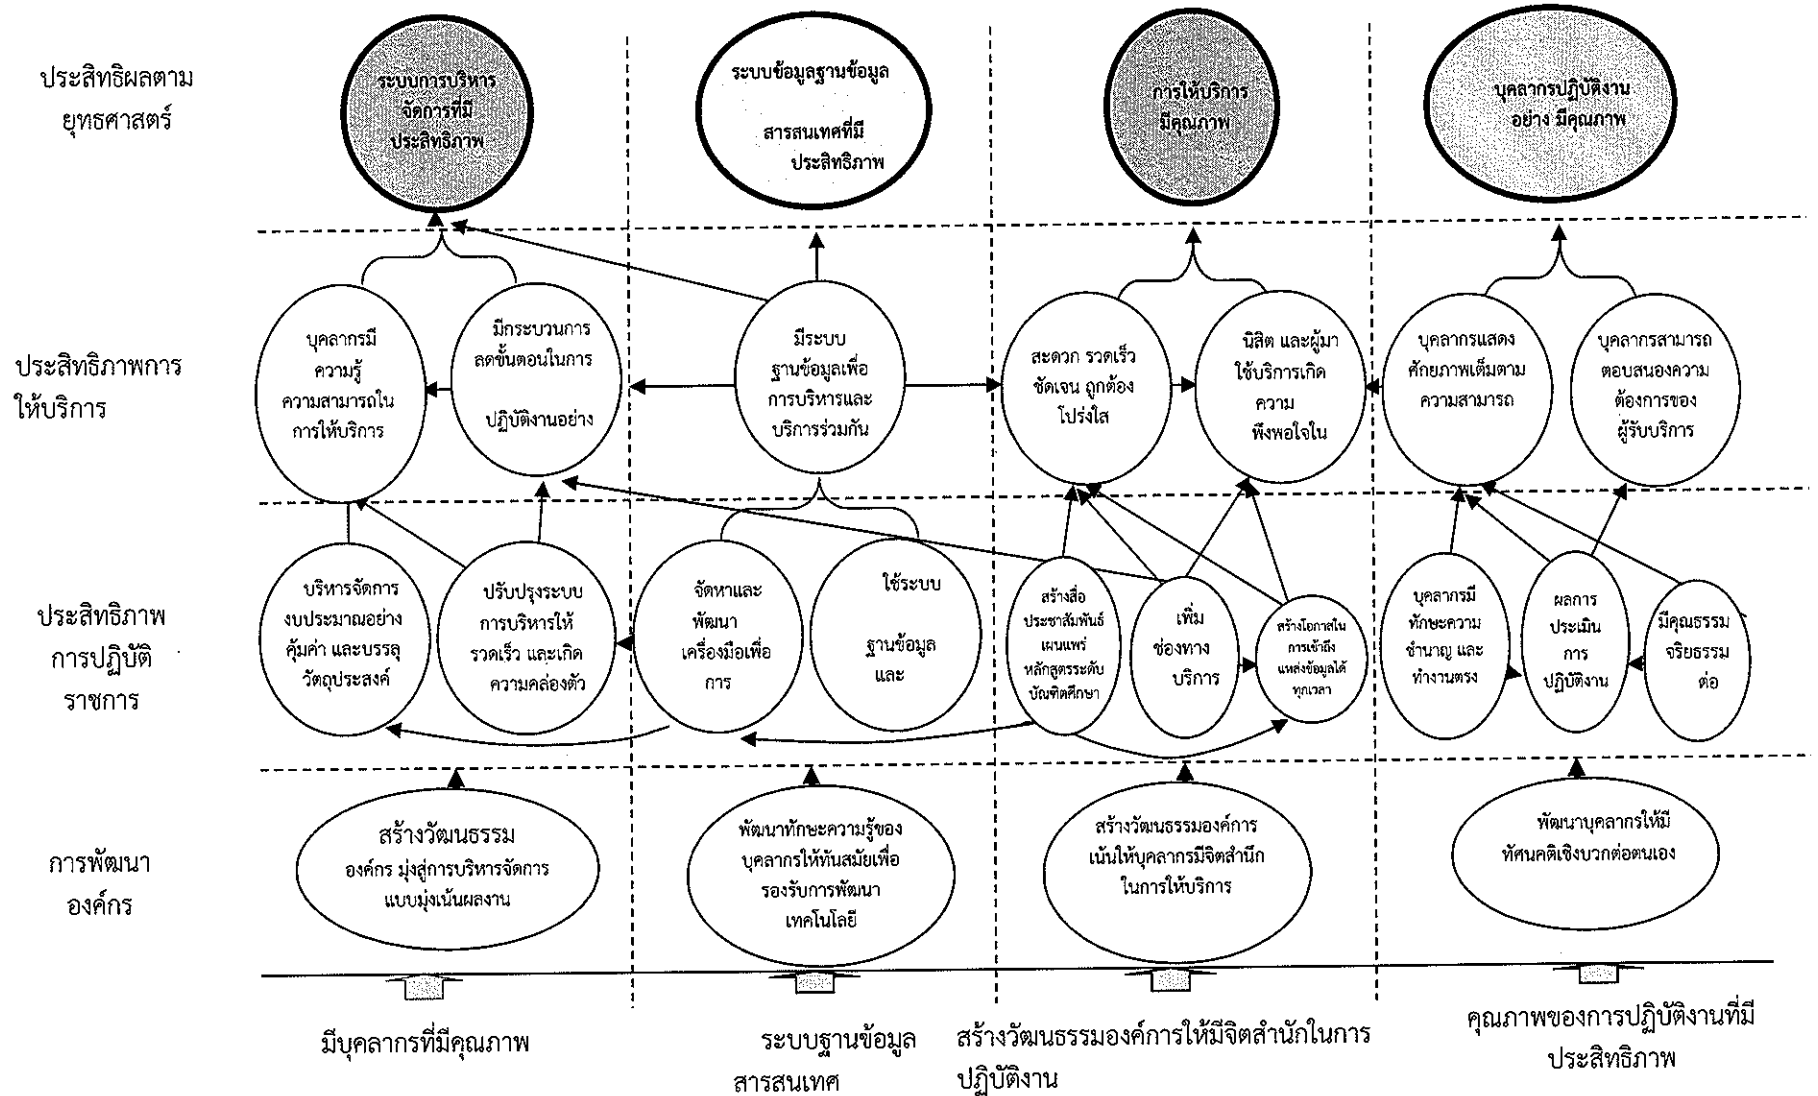 ประสิทธิผลตาม
ยุทธศาสตร์
ระบบการบริหาร
จัดการที่มี
ประสิทธิภาพ
ระบบข้อมูลฐานข้อมูล
สารสนเทศที่มี
ประสิทธิภาพ
การให้บริการ
มีคุณภาพ
บุคลากรปฏิบัติงาน
อย่าง มีคุณภาพ
ประสิทธิภาพการ
ให้บริการ
บุคลากรมี
ความรู้
ความสามารถใน
การให้บริการ
มีกระบวนการ
ลดขั้นตอนในการ
ปฏิบัติงานอย่าง
มีระบบ
ฐานข้อมูลเพื่อ
การบริหารและ
บริการร่วมกัน
สะดวก รวดเร็ว
ชัดเจน ถูกต้อง
โปร่งใส
นิสิต และผู้มา
ใช้บริการเกิด
ความ
พึงพอใจใน
บุคลากรแสดง
ศักยภาพเต็มตาม
ความสามารถ
บุคลากรสามารถ
ตอบสนองความ
ต้องการของ
ผู้รับบริการ
ประสิทธิภาพ
การปฏิบัติ
ราชการ
บริหารจัดการ
งบประมาณอย่าง
คุ้มค่า และบรรลุ
วัตถุประสงค์
ปรับปรุงระบบ
การบริหารให้
รวดเร็ว และเกิด
ความคล่องตัว
จัดหาและ
พัฒนา
เครื่องมือเพื่อ
การ
ใช้ระบบ
ฐานข้อมูล
และ
สร้างสื่อ
ประชาสัมพันธ์
เผนแพร่
หลักสูตรระดับ
บัณฑิตศึกษา
เพิ่ม
ช่องทาง
บริการ
สร้างโอกาสใน
การเข้าถึง
แหล่งข้อมูลได้
ทุกเวลา
บุคลากรมี
ทักษะความ
ชำนาญ และ
ทำงานตรง
ผลการ
ประเมิน
การ
ปฏิบัติงาน
มีคุณธรรม
จริยธรรม
ต่อ
การพัฒนา
องค์กร
สร้างวัฒนธรรม
องค์กร มุ่งสู่การบริหารจัดการ
แบบมุ่งเน้นผลงาน
พัฒนาทักษะความรู้ของ
บุคลากรให้ทันสมัยเพื่อ
รองรับการพัฒนา
เทคโนโลยี
สร้างวัฒนธรรมองค์การ
เน้นให้บุคลากรมีจิตสำนึก
ในการให้บริการ
พัฒนาบุคลากรให้มี
ทัศนคติเชิงบวกต่อตนเอง
มีบุคลากรที่มีคุณภาพ
ระบบฐานข้อมูล
สารสนเทศ
สร้างวัฒนธรรมองค์การให้มีจิตสำนักในการ
ปฏิบัติงาน
คุณภาพของการปฏิบัติงานที่มี
ประสิทธิภาพ